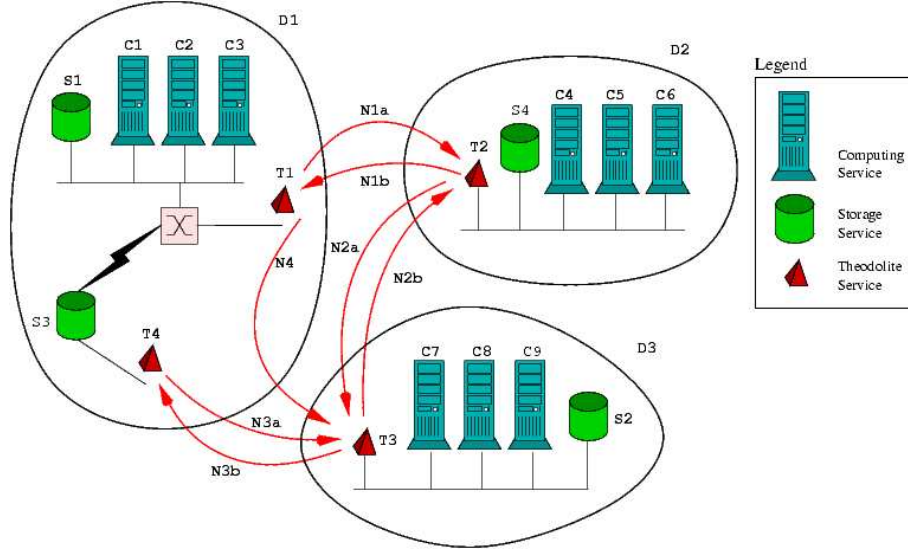 D1
C1 C2 C3
S1
D2
N1a
S4 C4 C5 C6
T2
N1b
T1
N2a
N4
N2b
S3
T4
D3
C7 C8 C9
S2
N3a
T3
N3b
Legend
Computing
Service
Storage
Service
Theodolite
Service